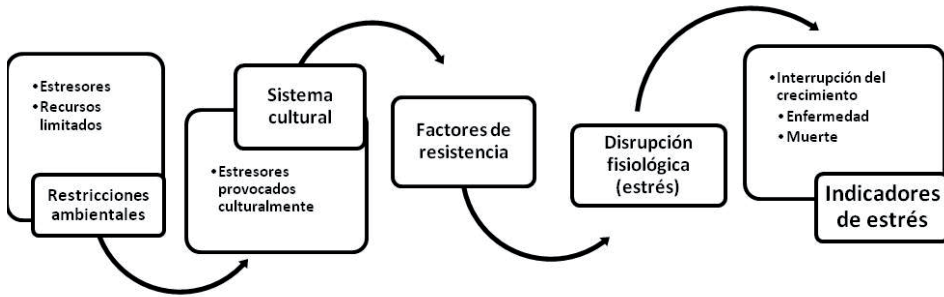 •Estresores
•Recursos
limitados
Restricciones
ambientales
Sistema
cultural
•Estresores
provocados
culturalmente
Factores de
resistencia
Disrupción
fisiológica
(estrés)
•Interrupción del
crecimiento
•Enfermedad
•Muerte
Indicadores
de estrés